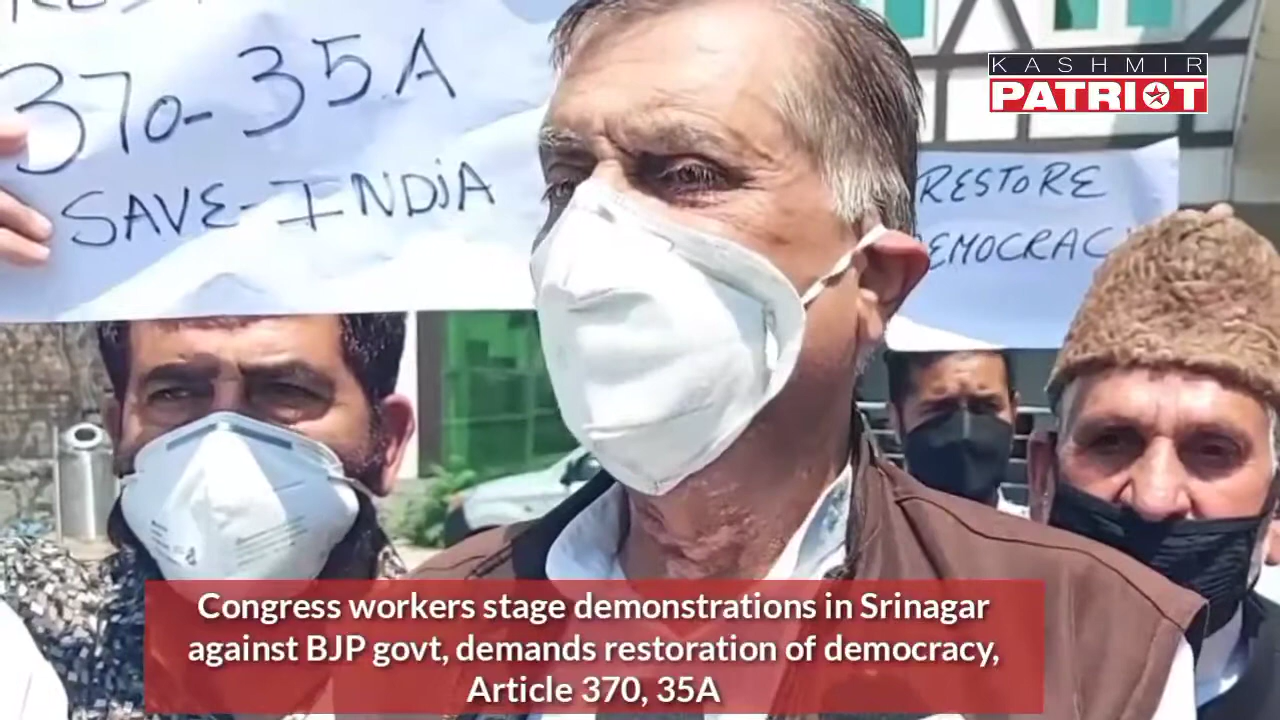 370-35A
SAVE-INDiA
RESTORE
KASHMIR
PATRIOT
Congress workers stage demonstrations in Srinagar
against BJP govt, demands restoration of democracy,
Article 370, 35A